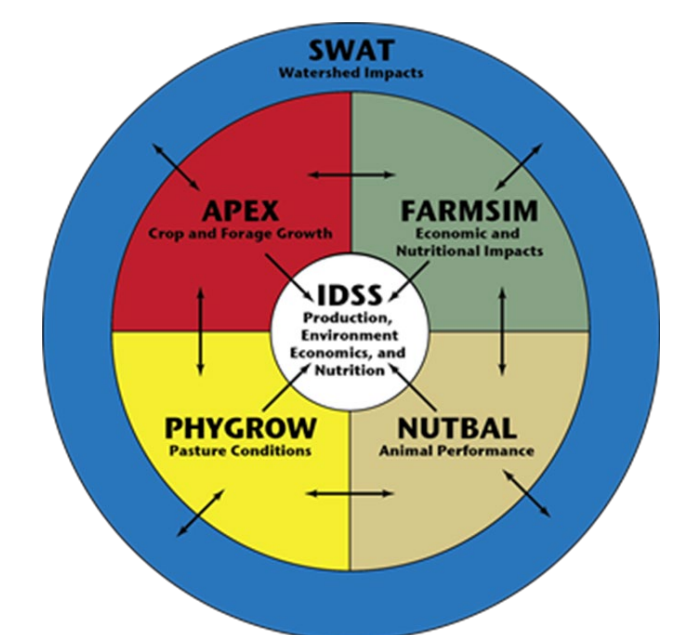 SWAT
Watershed Impacts
APEX
Crop and Forage Growth
FARMSIM
Economic and
Nutritional Impacts
IDSS
Production,
Environment
Economics, and
Nutrition
PHYGROW
Pasture Conditions
NUTBAL
Animal Performance